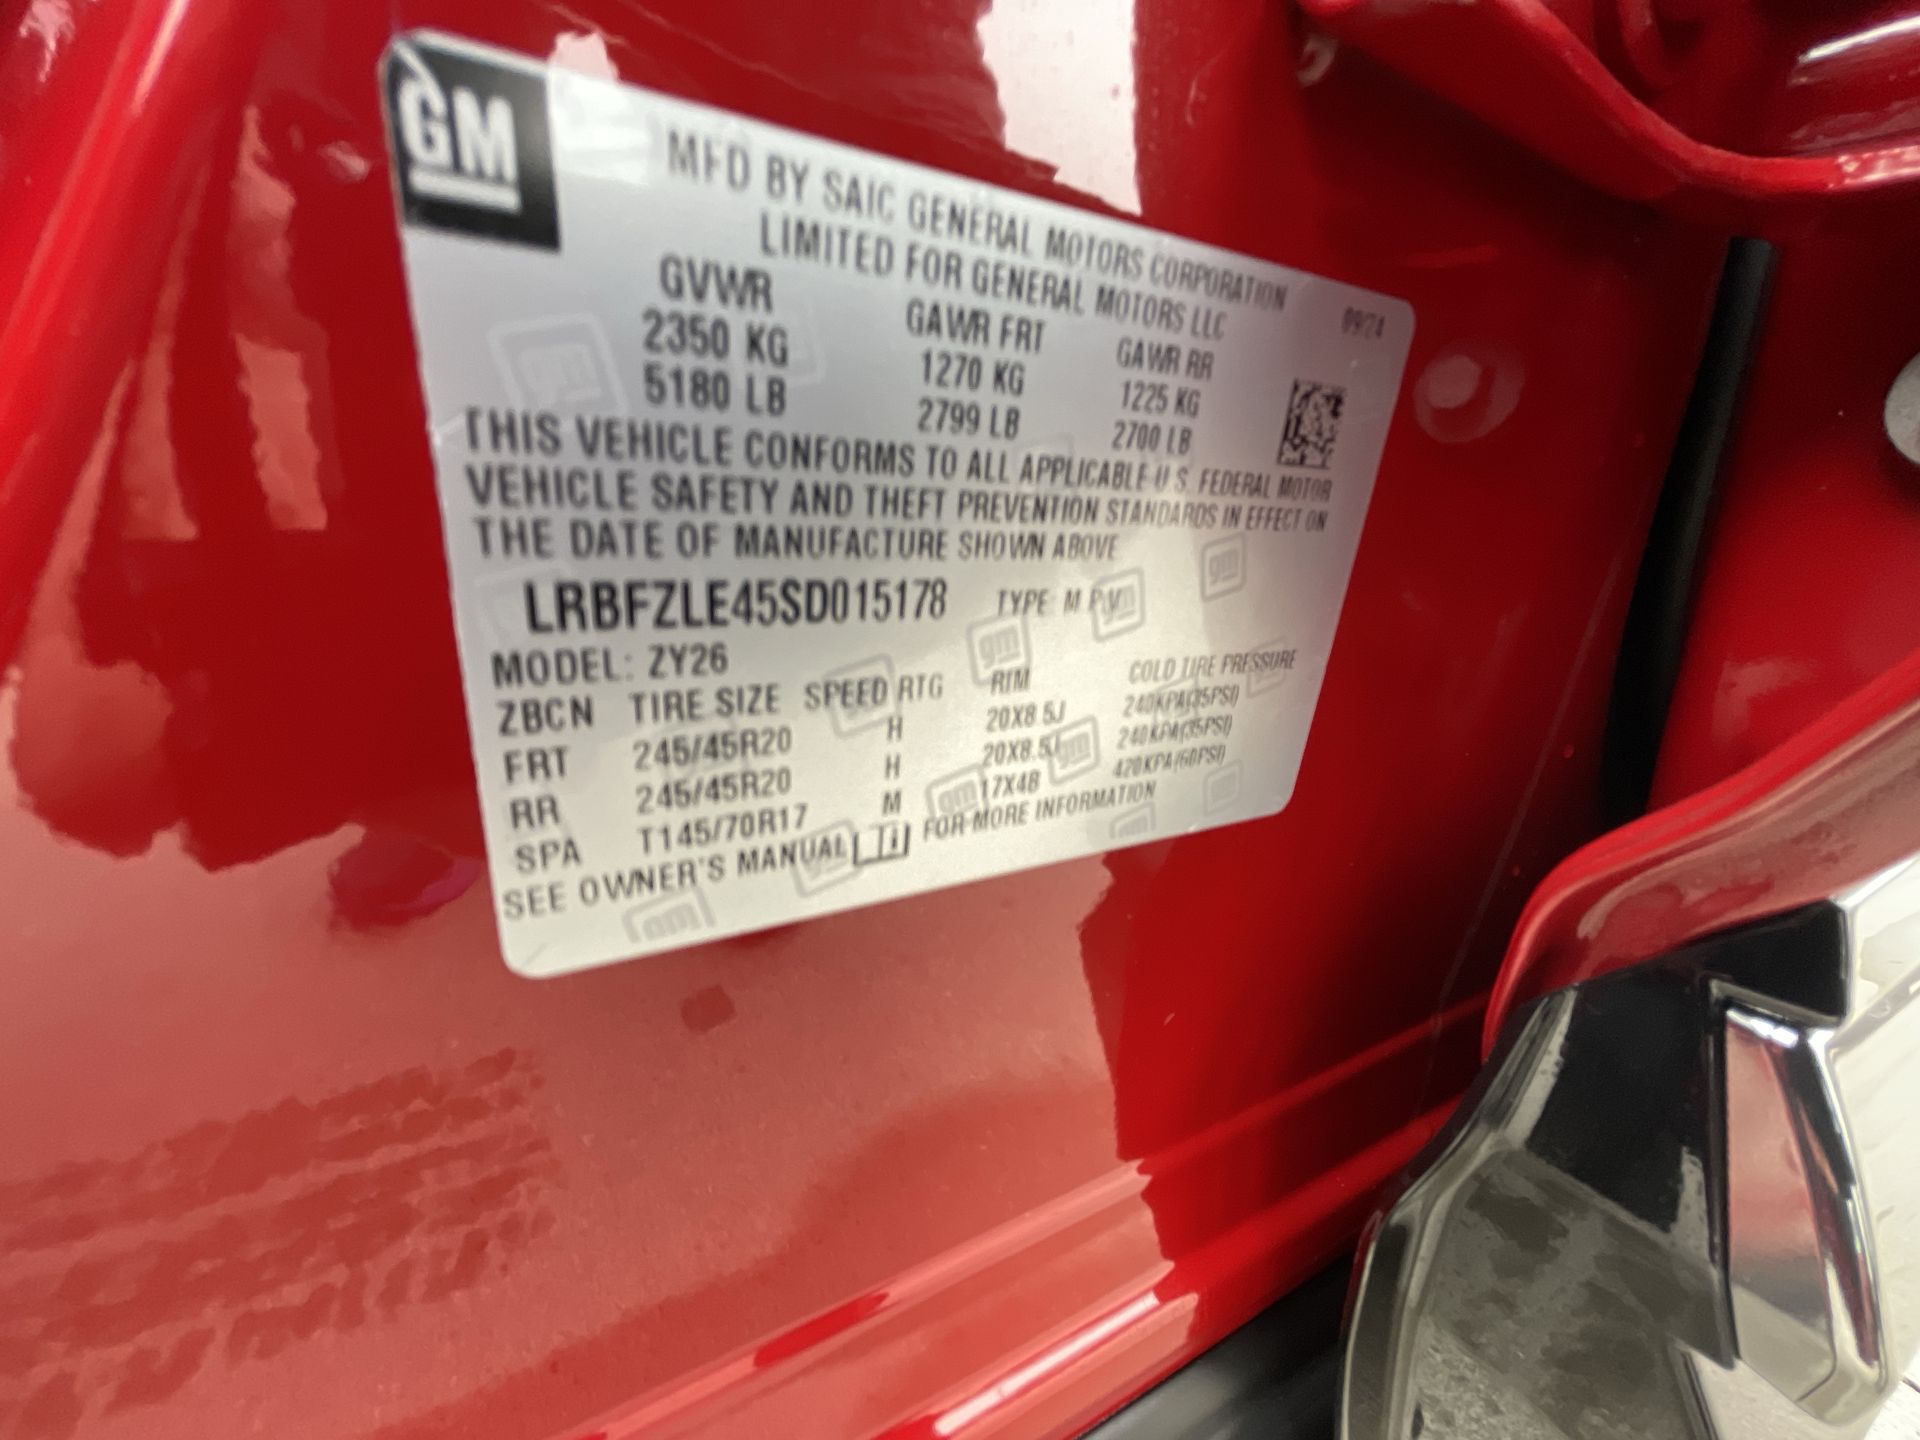 GM
MFD BY SAIC GENERAL MOTORS CORPORATION
LIMITED FOR GENERAL MOTORS LLC
09/24
GVWR GAWR FRT GAWR RR
2350 KG 1270 KG 1225 KG
5180 LB 2799 LB 2700 LB
THIS VEHICLE CONFORMS TO ALL APPLICABLE U.S. FEDERAL MOTOR
VEHICLE SAFETY AND THEFT PREVENTION STANDARDS IN EFFECT ON
THE DATE OF MANUFACTURE SHOWN ABOVE
LRBFZLE45SD015178 TYPE: M.P.V
MODEL: ZY26
ZBCN TIRE SIZE SPEED RTG RIM COLD TIRE PRESSURE
FRT 245/45R20 H 20X8.5J 240KPA(35PSI)
RR 245/45R20 H 20X8.5J 240KPA(35PSI)
SPA T145/70R17 M 17X4B 420KPA(60PSI)
SEE OWNER'S MANUAL FOR MORE INFORMATION